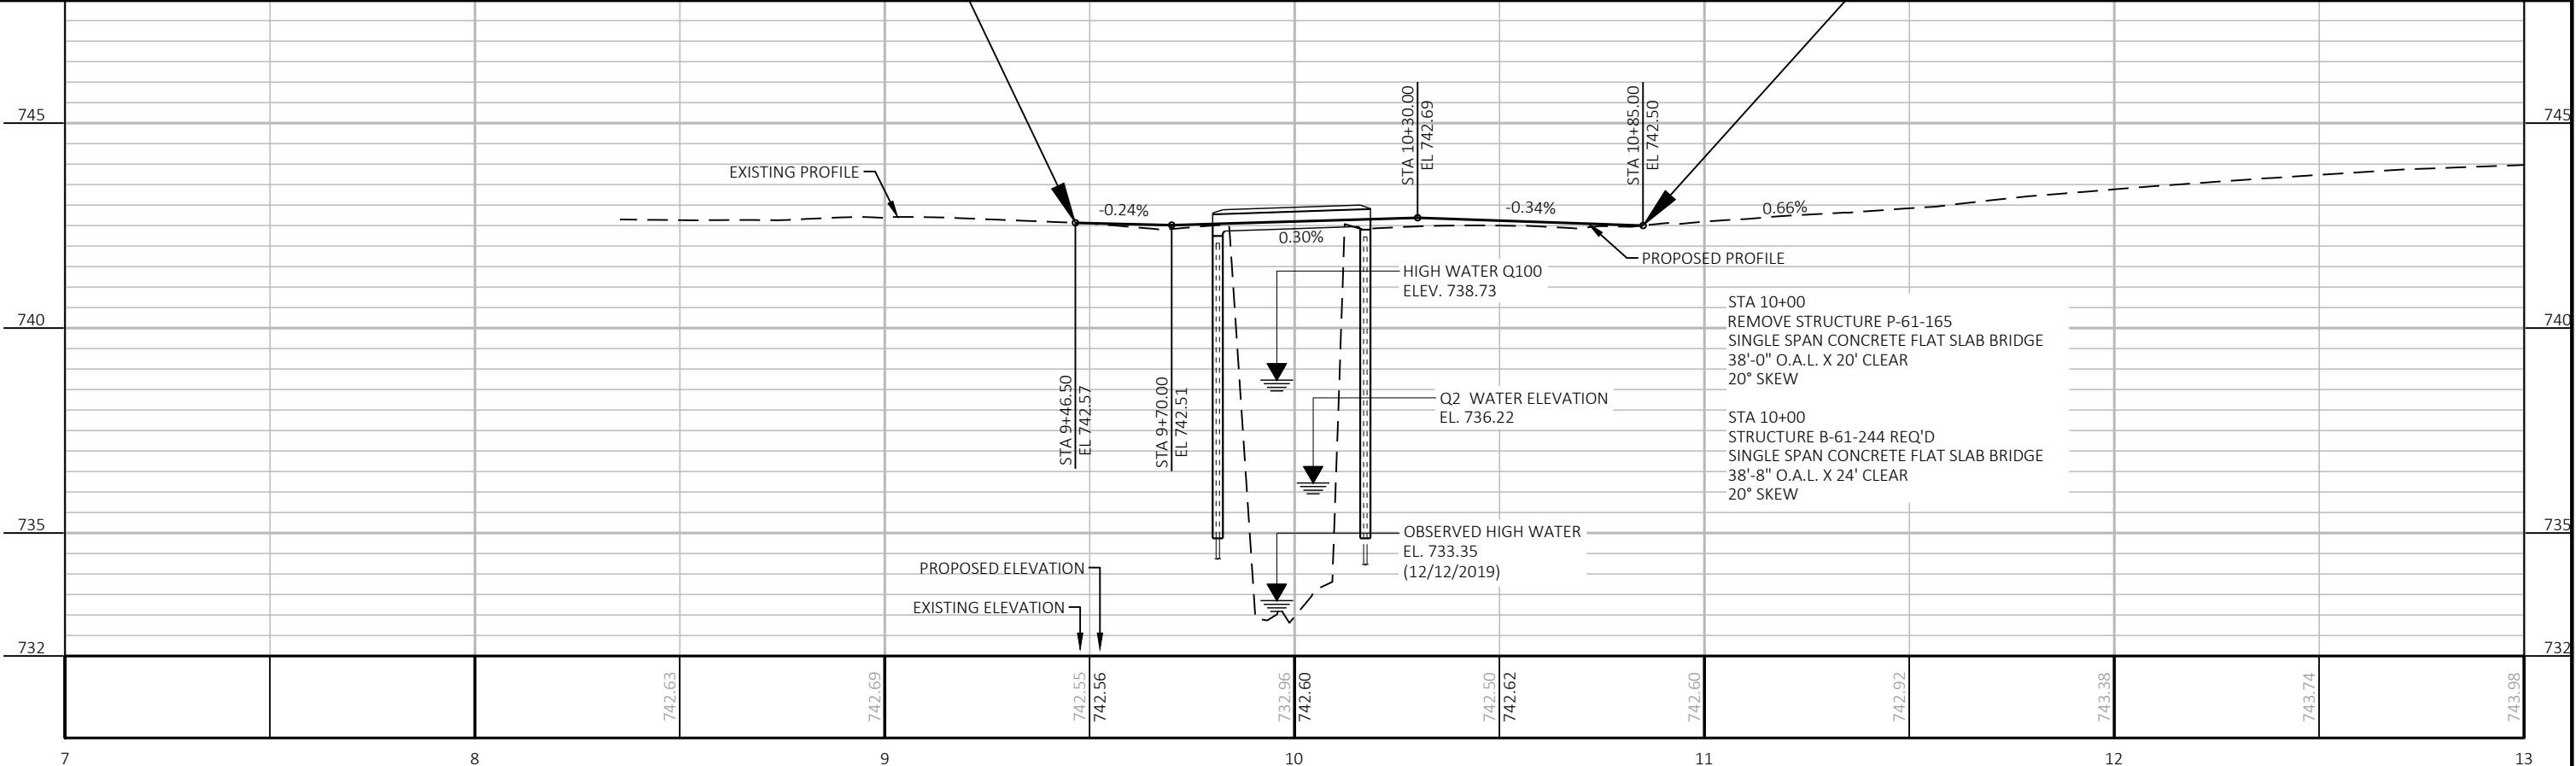 745
740
735
732
745
740
735
732
EXISTING PROFILE
-0.24%
0.30%
-0.34%
0.66%
PROPOSED PROFILE
STA 9+46.50
EL 742.57
STA 9+70.00
EL 742.51
STA 10+30.00
EL 742.69
STA 10+85.00
EL 742.50
HIGH WATER Q100
ELEV. 738.73
Q2 WATER ELEVATION
EL. 736.22
OBSERVED HIGH WATER
EL. 733.35
(12/12/2019)
STA 10+00
REMOVE STRUCTURE P-61-165
SINGLE SPAN CONCRETE FLAT SLAB BRIDGE
38'-0" O.A.L. X 20' CLEAR
20° SKEW
STA 10+00
STRUCTURE B-61-244 REQ'D
SINGLE SPAN CONCRETE FLAT SLAB BRIDGE
38'-8" O.A.L. X 24' CLEAR
20° SKEW
PROPOSED ELEVATION
EXISTING ELEVATION
742.63
742.69
742.55
742.56
732.96
742.60
742.50
742.62
742.60
742.92
743.38
743.74
743.98
7
8
9
10
11
12
13